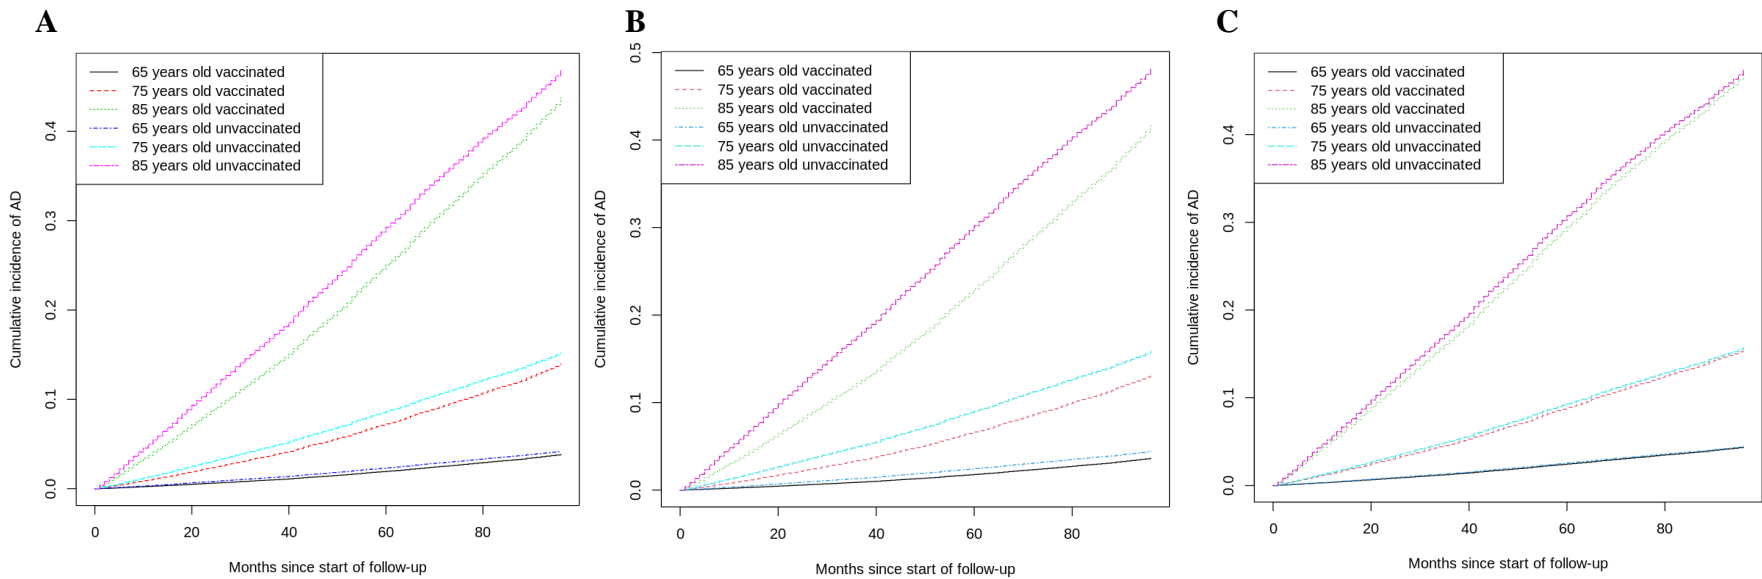 A
65 years old vaccinated
75 years old vaccinated
85 years old vaccinated
65 years old unvaccinated
75 years old unvaccinated
85 years old unvaccinated
Cumulative incidence of AD
0.4
0.3
0.2
0.1
0.0
0
20
40
60
80
Months since start of follow-up
B
65 years old vaccinated
75 years old vaccinated
85 years old vaccinated
65 years old unvaccinated
75 years old unvaccinated
85 years old unvaccinated
Cumulative incidence of AD
0.5
0.4
0.3
0.2
0.1
0.0
0
20
40
60
80
Months since start of follow-up
C
65 years old vaccinated
75 years old vaccinated
85 years old vaccinated
65 years old unvaccinated
75 years old unvaccinated
85 years old unvaccinated
Cumulative incidence of AD
0.4
0.3
0.2
0.1
0.0
0
20
40
60
80
Months since start of follow-up